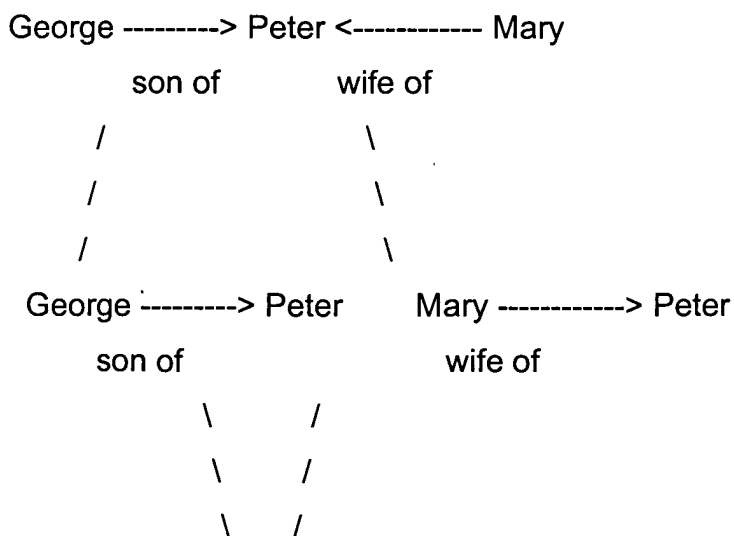 George ---------> Peter <------------ Mary
son of wife of
/ \
/ \
/ \
George ---------> Peter Mary ------------> Peter
son of wife of
\ /
\ /
\ /